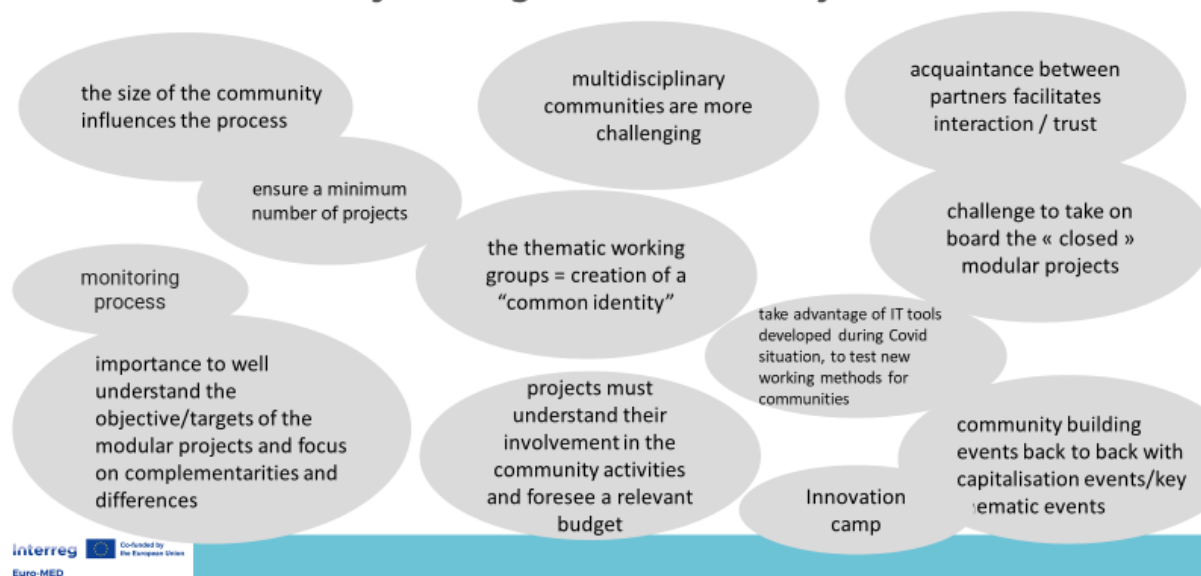 the size of the community
influences the process
multidisciplinary
communities are more
challenging
acquaintance between
partners facilitates
interaction / trust
ensure a minimum
number of projects
challenge to take on
board the « closed »
modular projects
the thematic working
groups = creation of a
“common identity”
monitoring
process
take advantage of IT tools
developed during Covid
situation, to test new
working methods for
communities
importance to well
understand the
objective/targets of the
modular projects and focus
on complementarities and
differences
projects must
understand their
involvement in the
community activities
and foresee a relevant
budget
community building
events back to back with
capitalisation events/key
events
Innovation
camp
Interreg
Co-funded by
the European Union
Euro-MED